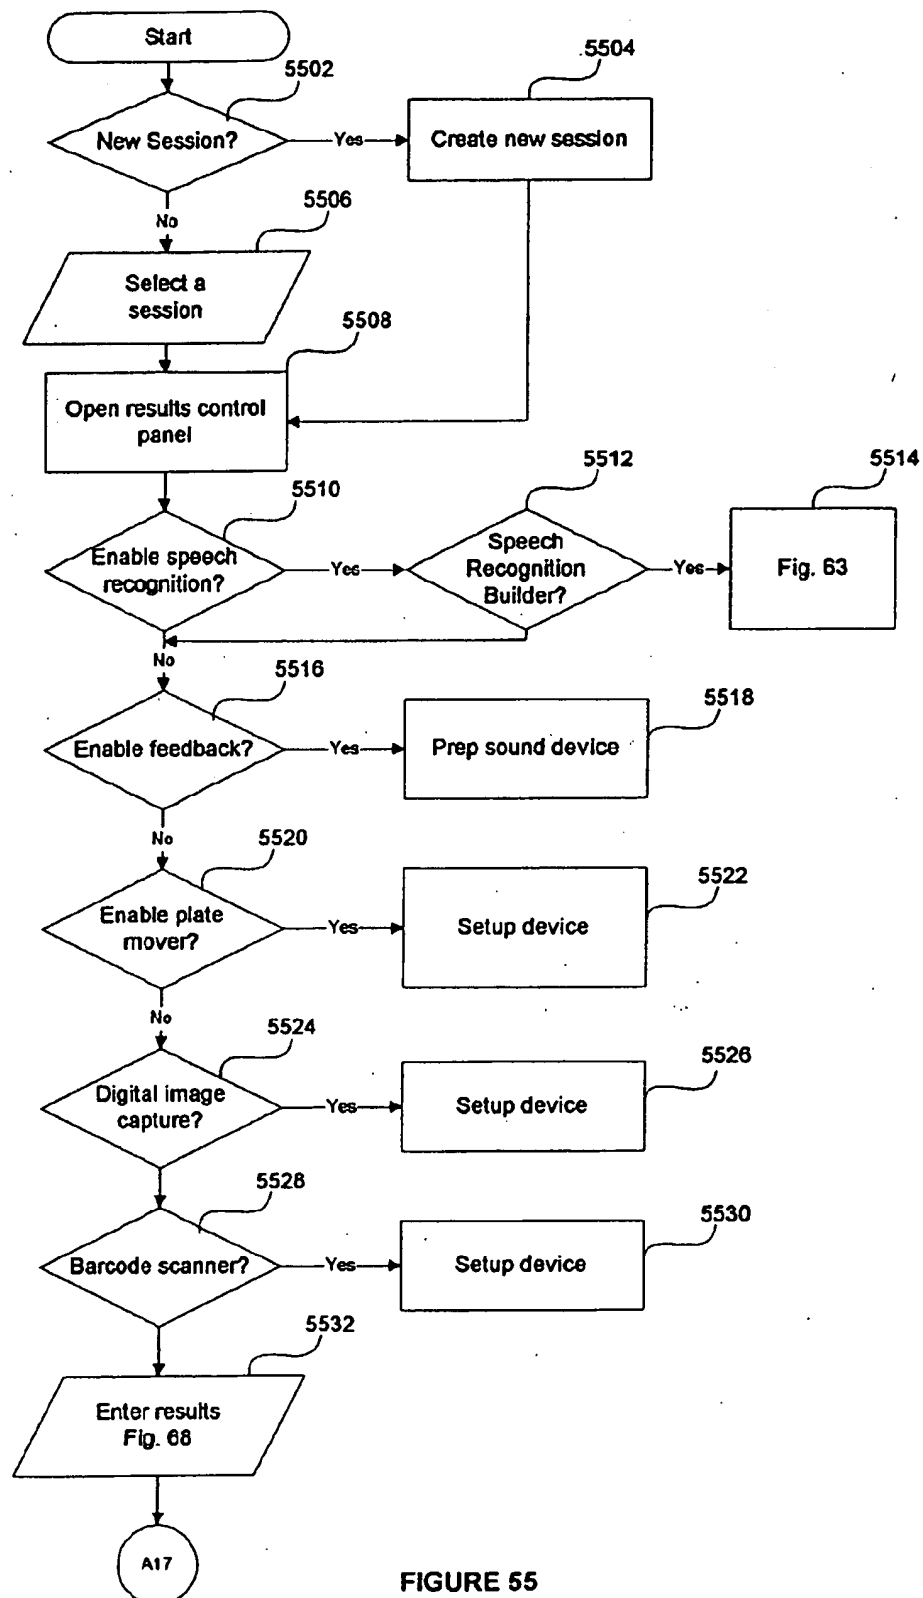 Start
5502
5504
New Session?
Yes
Create new session
No
5506
Select a
session
5508
Open results control
panel
5510
5512
5514
Enable speech
recognition?
Yes
Speech
Recognition
Builder?
Yes
Fig. 63
No
5516
5518
Enable feedback?
Yes
Prep sound device
No
5520
5522
Enable plate
mover?
Yes
Setup device
No
5524
5526
Digital image
capture?
Yes
Setup device
5528
5530
Barcode scanner?
Yes
Setup device
5532
Enter results
Fig. 68
A17
FIGURE 55